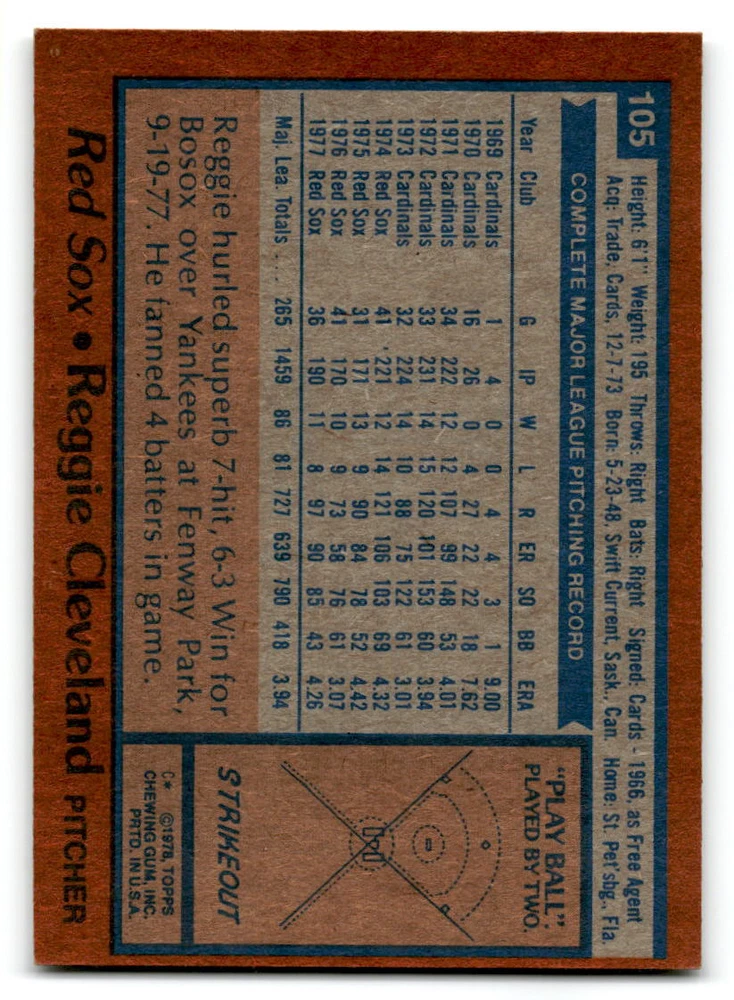 105
Height: 6'1" Weight: 195 Throws: Right Bats: Right Signed: Cards - 1966, as Free Agent
Acq: Trade, Cards, 12-7-73 Born: 5-23-48, Swift Current, Sask., Can. Home: St. Pet'sbg., Fla.
COMPLETE MAJOR LEAGUE PITCHING RECORD
Year Club G IP W L R ER SO BB ERA
1969 Cardinals 1 4 0 0 4 4 3 1 9.00
1970 Cardinals 16 26 0 4 27 22 22 18 7.62
1971 Cardinals 34 222 12 12 107 99 148 53 4.01
1972 Cardinals 33 231 14 15 120 101 153 60 3.94
1973 Cardinals 32 224 14 10 88 75 122 61 3.01
1974 Red Sox 41 221 12 14 121 106 103 69 4.32
1975 Red Sox 31 171 13 9 90 84 78 52 4.42
1976 Red Sox 41 170 10 9 73 58 76 61 3.07
1977 Red Sox 36 190 11 8 97 90 85 43 4.26
Maj. Lea. Totals .... 265 1459 86 81 727 639 790 418 3.94
Reggie hurled superb 7-hit, 6-3 Win for
Bosox over Yankees at Fenway Park,
9-19-77. He fanned 4 batters in game.
"PLAY BALL".
PLAYED BY TWO.
STRIKEOUT
C* ©1978, TOPPS
CHEWING GUM, INC.
PRTD. IN U.S.A.
Red Sox • Reggie Cleveland PITCHER